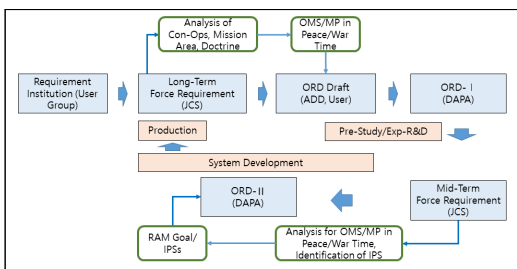 Analysis of
Con-Ops, Mission
Area, Doctrine
OMS/MP in
Peace/War
Time
Requirement
Institution (User
Group)
Long-Term
Force Requirement
(JCS)
ORD Draft
(ADD, User)
ORD- I
(DAPA)
Production
Pre-Study/Exp-R&D
System Development
ORD-II
(DAPA)
Mid-Term
Force Requirement
(JCS)
RAM Goal/
IPSs
Analysis for OMS/MP in
Peace/War Time,
Identification of IPS